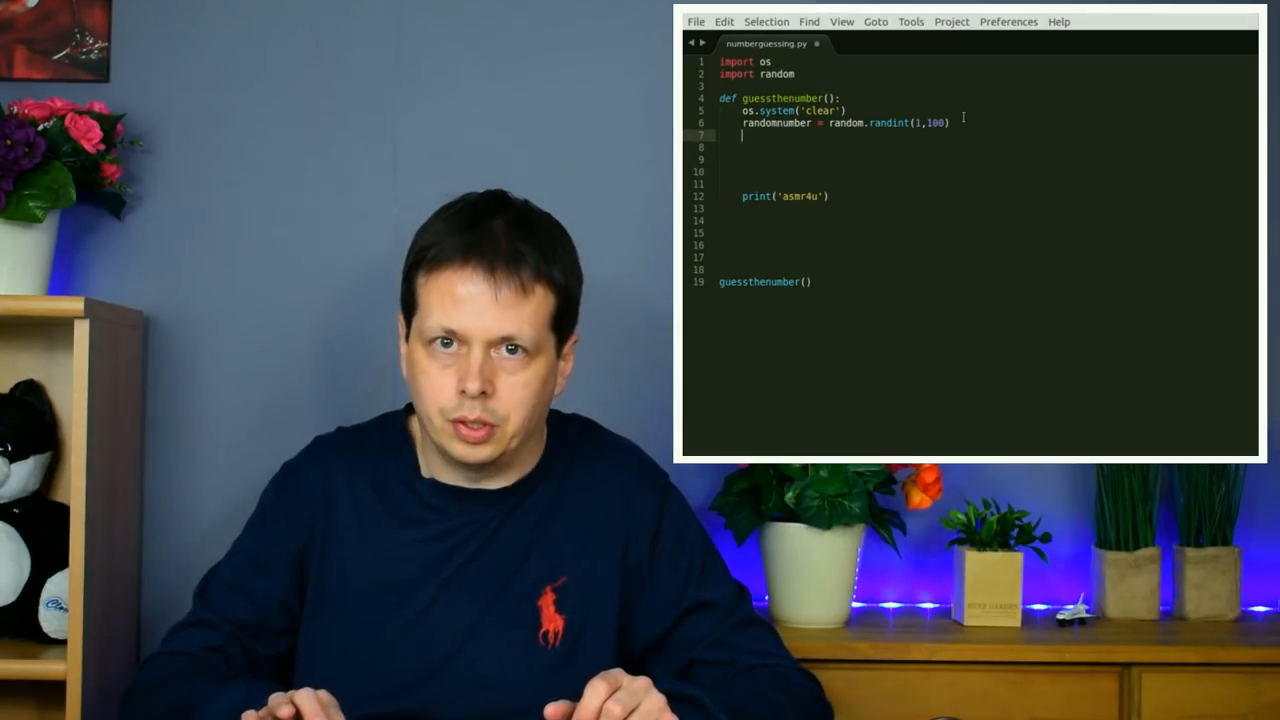 File Edit Selection Find View Goto Tools Project Preferences Help
numberguessing.py
1 import os
2 import random
3
4 def guessthenumber():
5 os.system('clear')
6 randomnumber = random.randint(1,100)
7
8
9
10
11
12 print('asmr4u')
13
14
15
16
17
18
19 guessthenumber()
HERB GARDEN